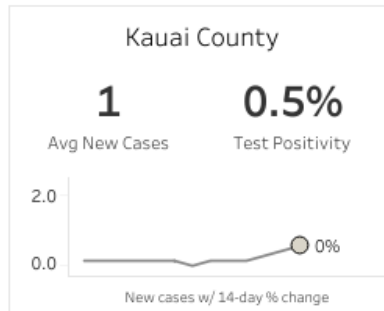 Kauai County
1 0.5%
Avg New Cases Test Positivity
2.0
0%
0.0
New cases w/ 14-day % change